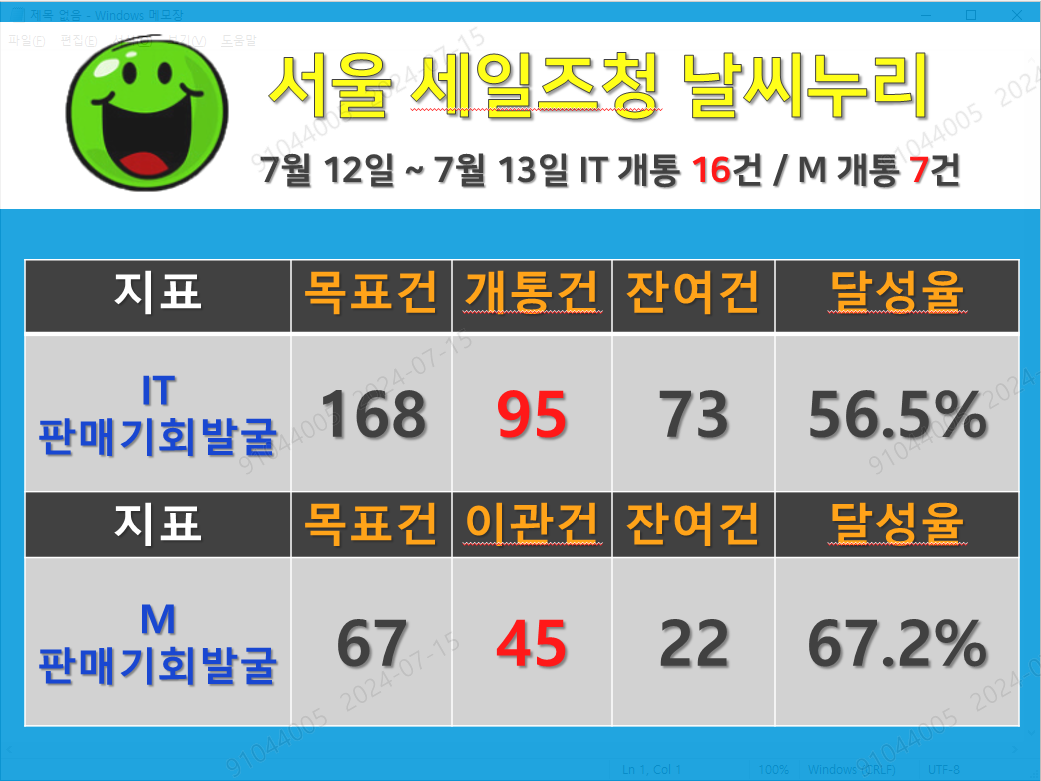 제목 없음 - Windows 메모장
파일(F) 편집(E) 보기(V) 도움말
서울 세일즈청 날씨누리
7월 12일 ~ 7월 13일 IT 개통 16건 / M 개통 7건
지표 목표건 개통건 잔여건 달성율
IT
판매기회발굴 168 95 73 56.5%
지표 목표건 이관건 잔여건 달성율
M
판매기회발굴 67 45 22 67.2%
91044005 2024-07-15
Ln 1, Col 1 100% Windows (CRLF) UTF-8